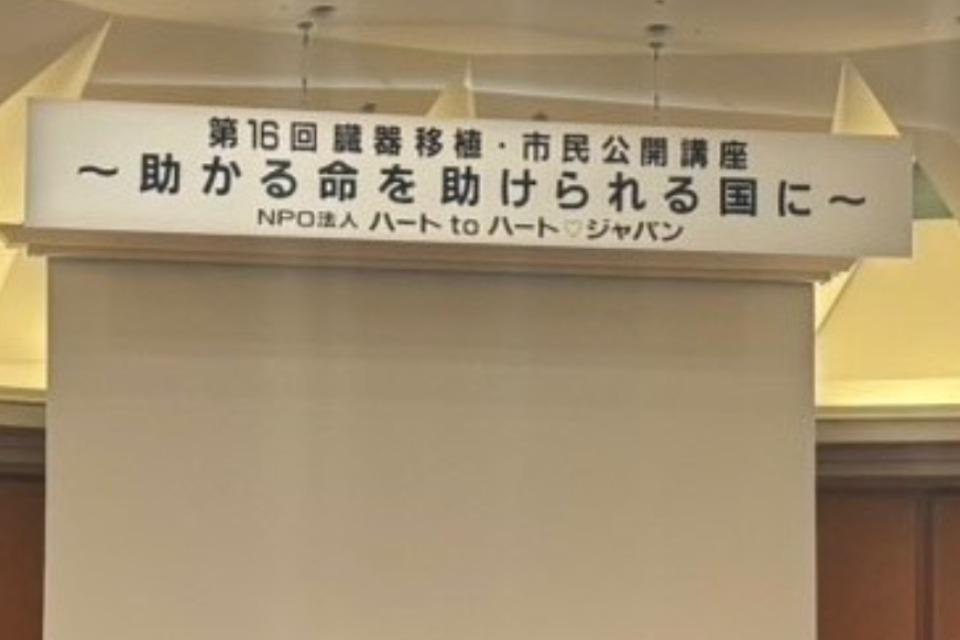 第16回 臓器移植・市民公開講座
～助かる命を助けられる国に～
NPO法人 ハート to ハート♡ジャパン